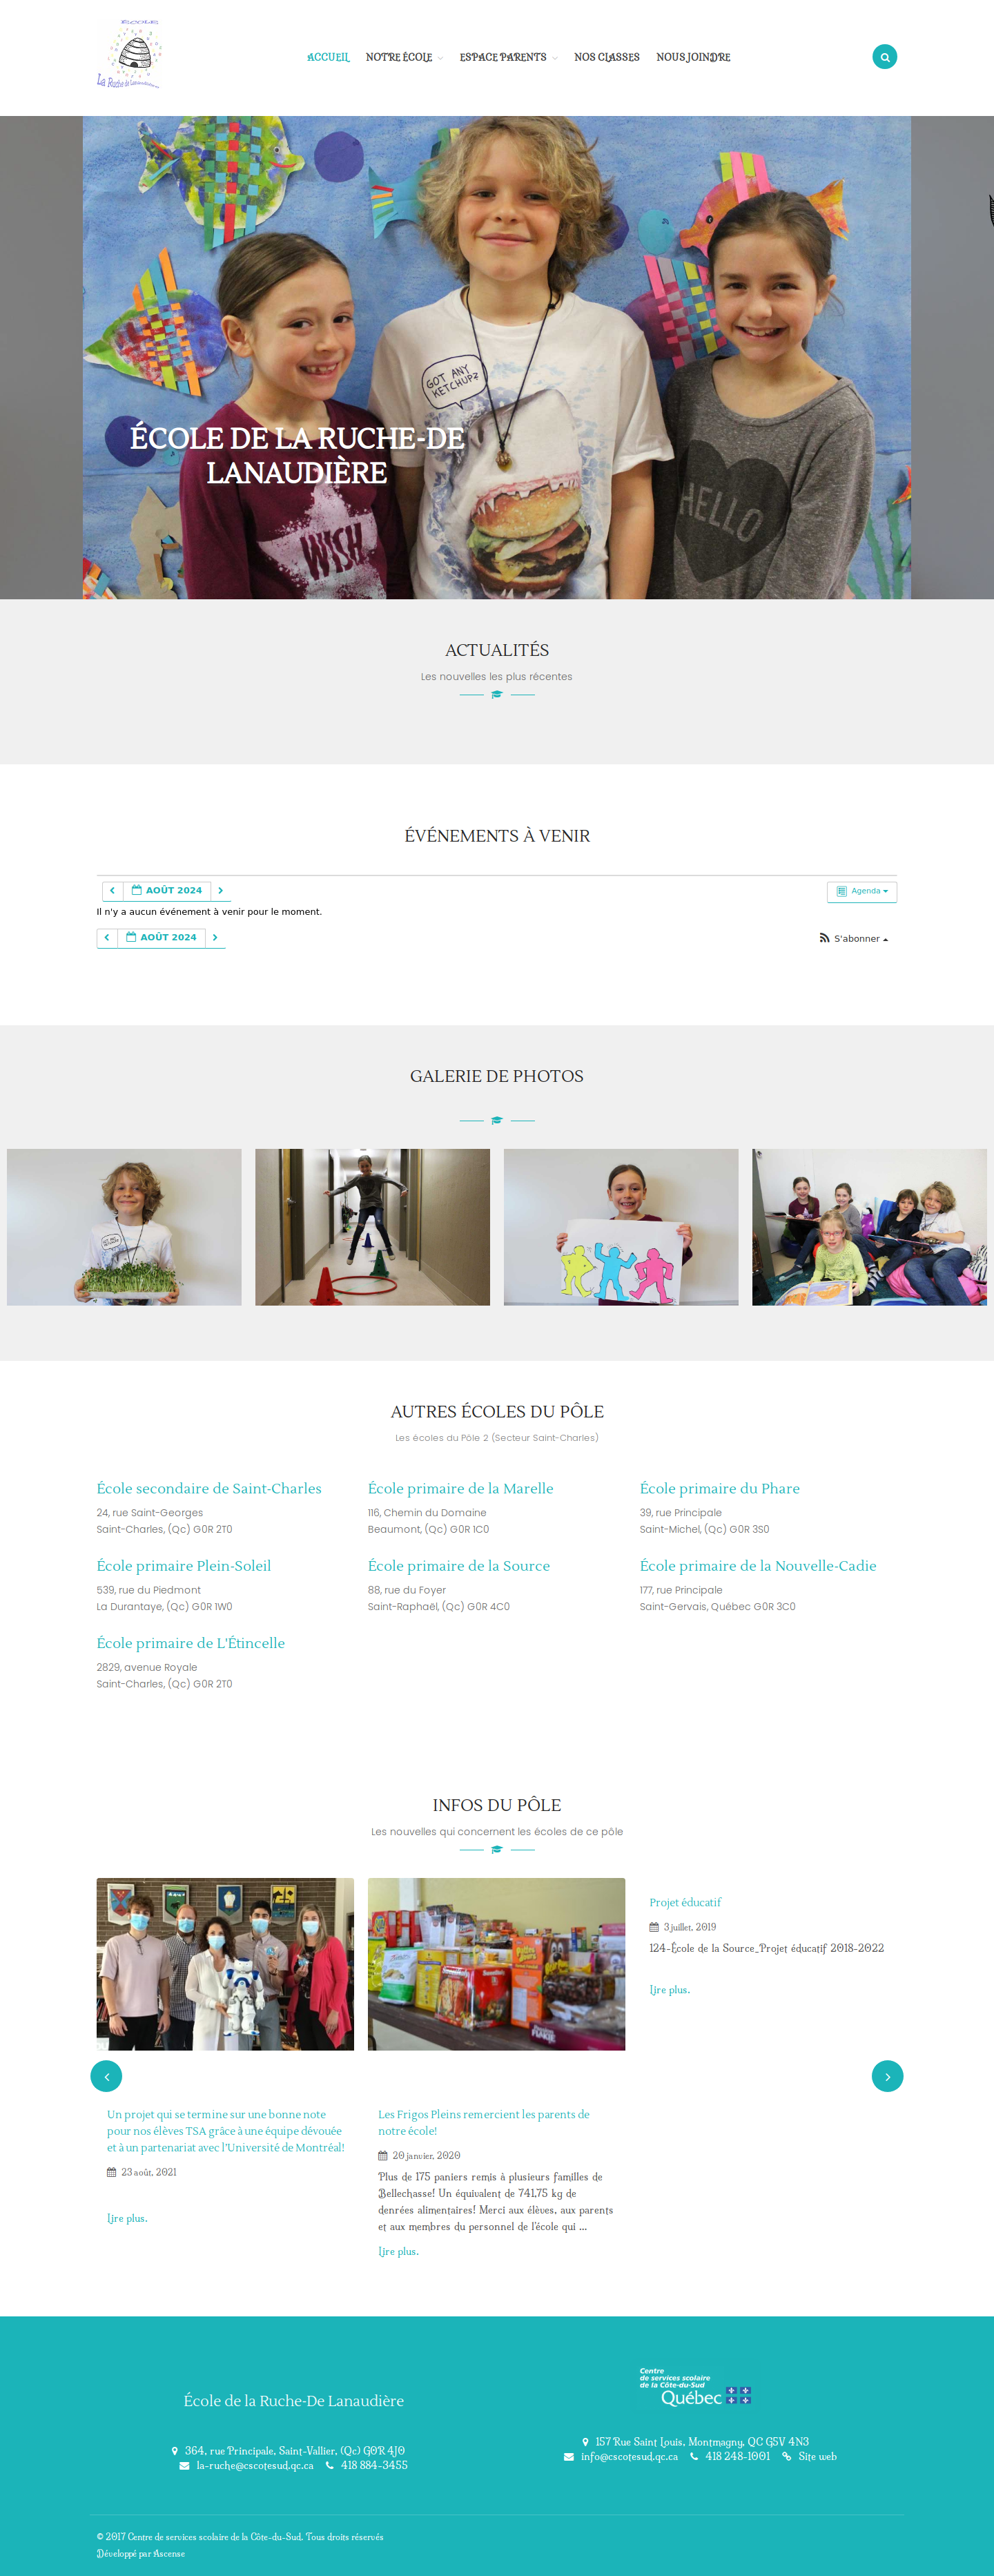 ÉCOLE
La Ruche de Lanaudière
ACCUEIL NOTRE ÉCOLE ESPACE PARENTS NOS CLASSES NOUS JOINDRE
GOT ANY KETCHUP?
WISH
HELLO
ÉCOLE DE LA RUCHE-DE
LANAUDIÈRE
ACTUALITÉS
Les nouvelles les plus récentes
ÉVÉNEMENTS À VENIR
AOÛT 2024
Agenda
Il n'y a aucun événement à venir pour le moment.
AOÛT 2024
S'abonner
GALERIE DE PHOTOS
AUTRES ÉCOLES DU PÔLE
Les écoles du Pôle 2 (Secteur Saint-Charles)
École secondaire de Saint-Charles
24, rue Saint-Georges
Saint-Charles, (Qc) G0R 2T0
École primaire de la Marelle
116, Chemin du Domaine
Beaumont, (Qc) G0R 1C0
École primaire du Phare
39, rue Principale
Saint-Michel, (Qc) G0R 3S0
École primaire Plein-Soleil
539, rue du Piedmont
La Durantaye, (Qc) G0R 1W0
École primaire de la Source
88, rue du Foyer
Saint-Raphaël, (Qc) G0R 4C0
École primaire de la Nouvelle-Cadie
177, rue Principale
Saint-Gervais, Québec G0R 3C0
École primaire de L'Étincelle
2829, avenue Royale
Saint-Charles, (Qc) G0R 2T0
INFOS DU PÔLE
Les nouvelles qui concernent les écoles de ce pôle
Un projet qui se termine sur une bonne note
pour nos élèves TSA grâce à une équipe dévouée
et à un partenariat avec l'Université de Montréal!
23 août, 2021
Lire plus.
Les Frigos Pleins remercient les parents de
notre école!
20 janvier, 2020
Plus de 175 paniers remis à plusieurs familles de
Bellechasse! Un équivalent de 741,75 kg de
denrées alimentaires! Merci aux élèves, aux parents
et aux membres du personnel de l'école qui ...
Lire plus.
Projet éducatif
3 juillet, 2019
124-École de la Source_Projet éducatif 2018-2022
Lire plus.
École de la Ruche-De Lanaudière
364, rue Principale, Saint-Vallier, (Qc) G0R 4J0
la-ruche@cscotesud.qc.ca 418 884-3455
Centre
de services scolaire
de la Côte-du-Sud
Québec
157 Rue Saint Louis, Montmagny, QC G5V 4N3
info@cscotesud.qc.ca 418 248-1001 Site web
© 2017 Centre de services scolaire de la Côte-du-Sud. Tous droits réservés
Développé par Ascense